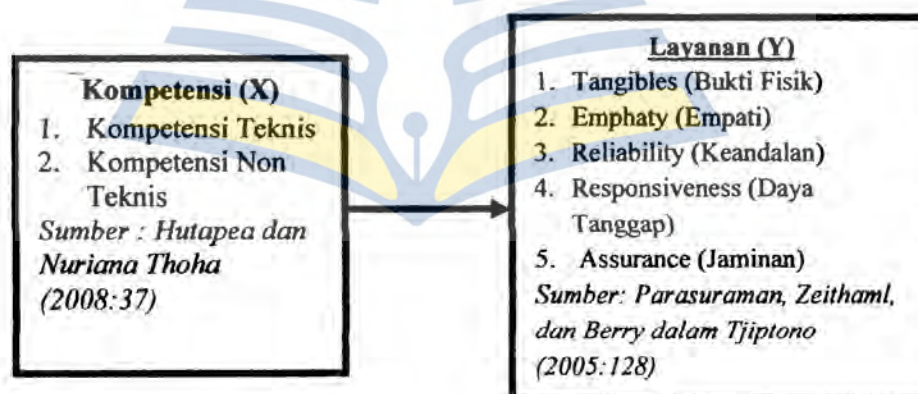 Kompetensi (X)
1. Kompetensi Teknis
2. Kompetensi Non
Teknis
Sumber : Hutapea dan
Nuriana Thoha
(2008:37)
Layanan (Y)
1. Tangibles (Bukti Fisik)
2. Emphaty (Empati)
3. Reliability (Keandalan)
4. Responsiveness (Daya
Tanggap)
5. Assurance (Jaminan)
Sumber: Parasuraman, Zeithaml,
dan Berry dalam Tjiptono
(2005:128)